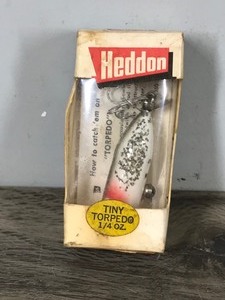 Heddon
How to catch 'em on
"TORPEDO"
TINY
TORPEDO
1/4 OZ.